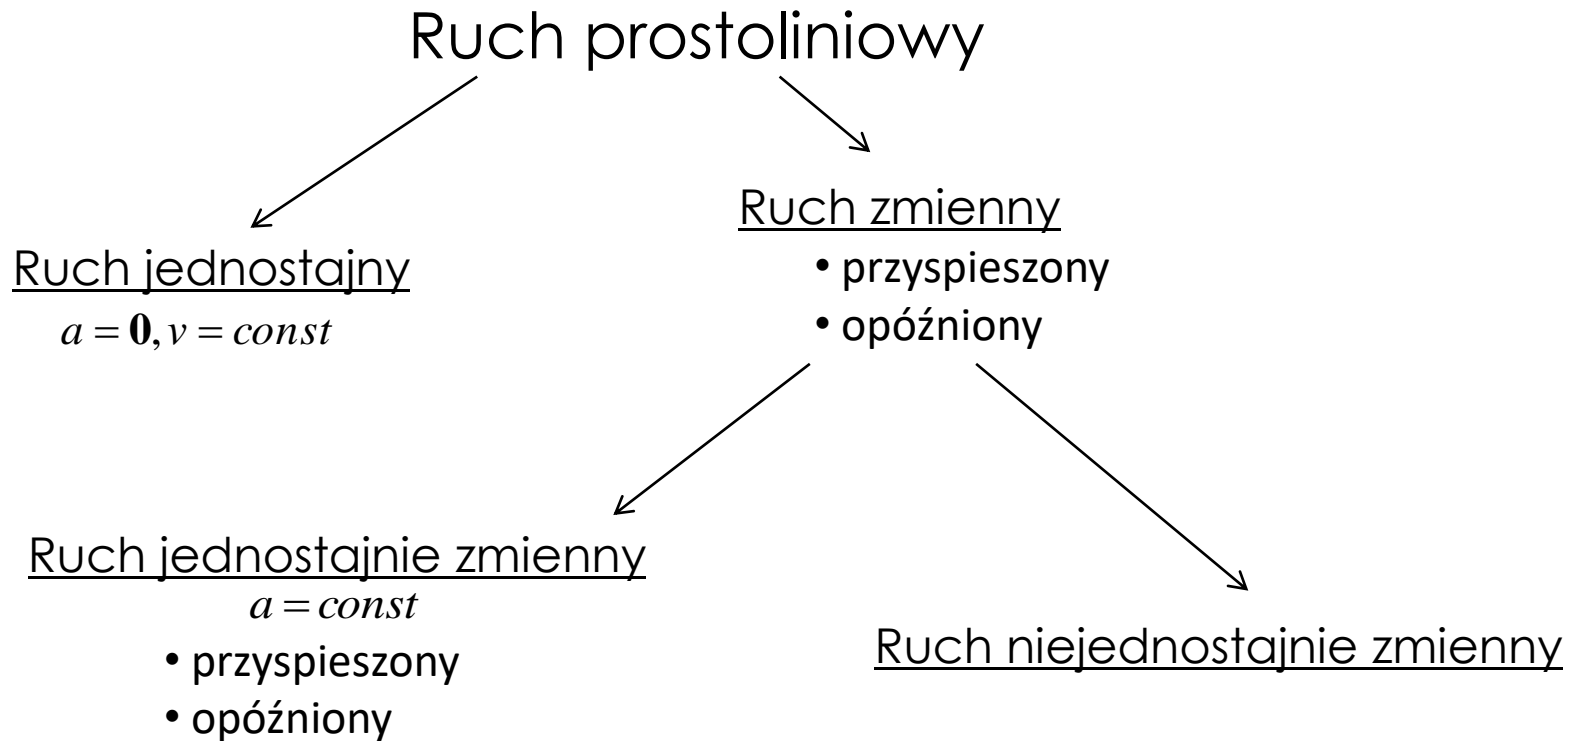 Ruch prostoliniowy
Ruch jednostajny
a = 0, v = const
Ruch zmienny
• przyspieszony
• opóźniony
Ruch jednostajnie zmienny
a = const
• przyspieszony
• opóźniony
Ruch niejednostajnie zmienny